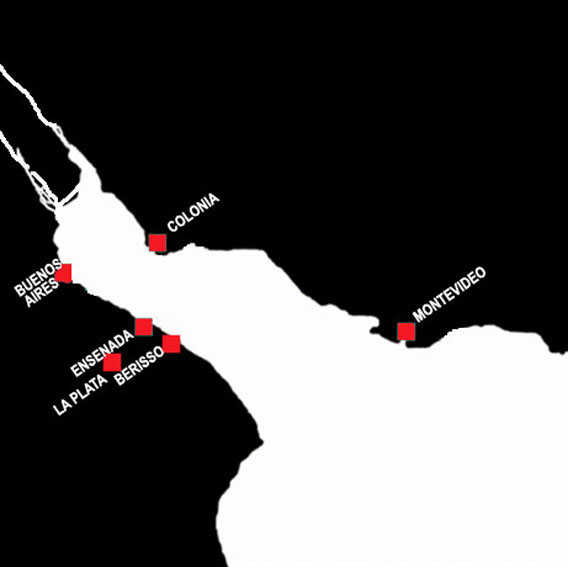 COLONIA
BUENOS
AIRES
MONTEVIDEO
ENSENADA
BERISSO
LA PLATA